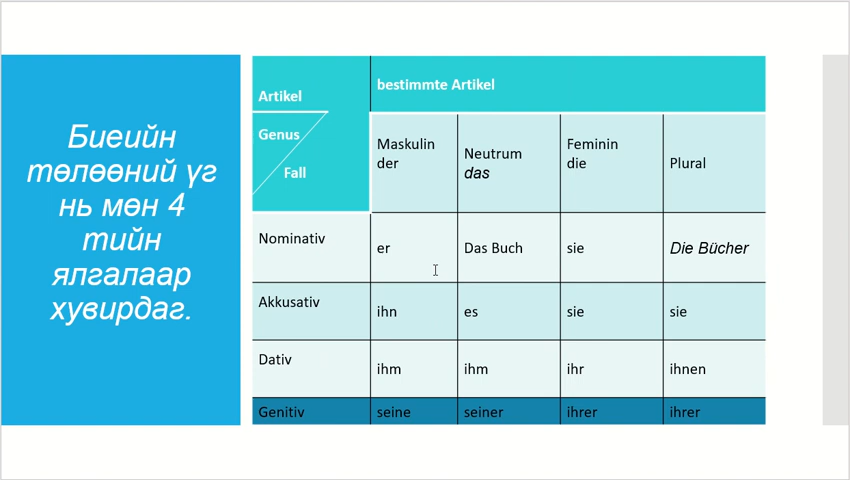 Биеийн
төлөөний үг
нь мөн 4
тийн
ялгалаар
хувирдаг.
Artikel
bestimmte Artikel
Genus
Fall
Maskulin
der
Neutrum
das
Feminin
die
Plural
Nominativ
er
Das Buch
sie
Die Bücher
Akkusativ
ihn
es
sie
sie
Dativ
ihm
ihm
ihr
ihnen
Genitiv
seine
seiner
ihrer
ihrer